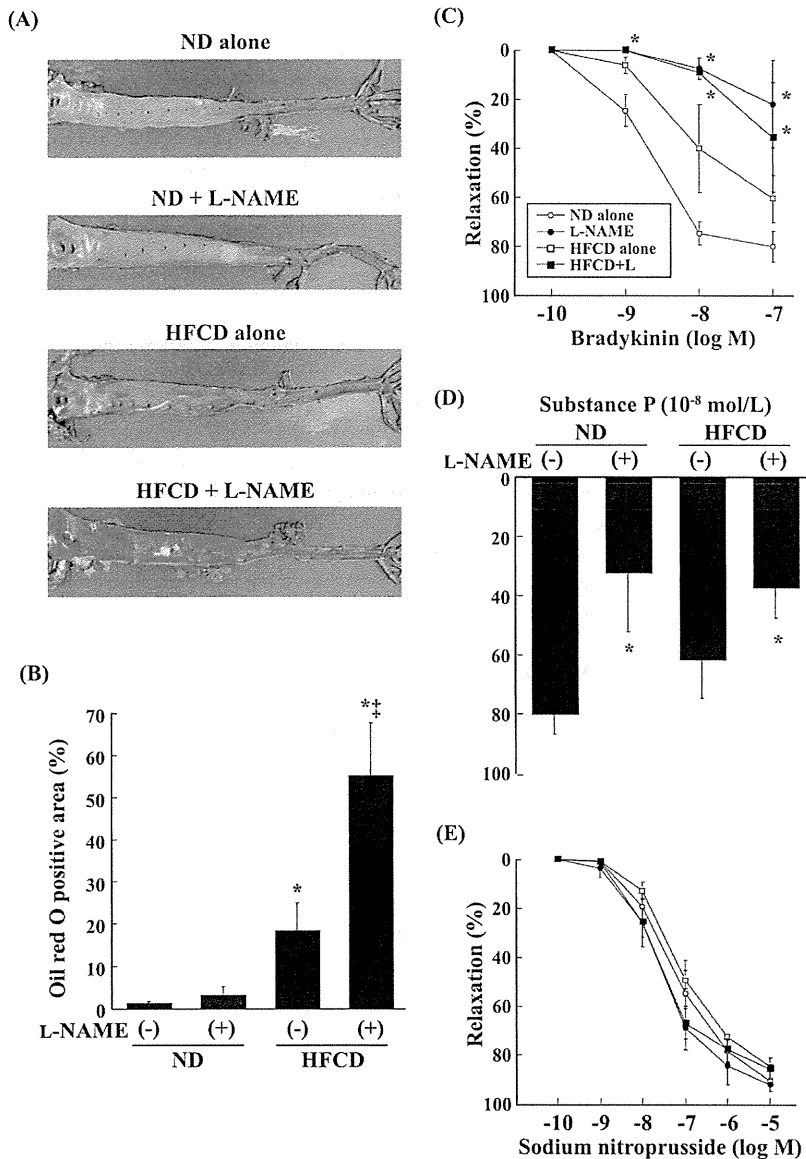 (A)
ND alone
ND + L-NAME
HFCD alone
HFCD + L-NAME
(B)
Oil red O positive area (%)
70
60
50
40
30
20
10
0
*
*‡
L-NAME (-) (+) (-) (+)
ND HFCD
(C)
Relaxation (%)
0
20
40
60
80
100
*
*
*
*
*
ND alone
L-NAME
HFCD alone
HFCD+L
-10 -9 -8 -7
Bradykinin (log M)
(D)
Substance P (10⁻⁸ mol/L)
ND HFCD
L-NAME (-) (+) (-) (+)
0
20
40
60
80
100
*
*
(E)
Relaxation (%)
0
20
40
60
80
100
-10 -9 -8 -7 -6 -5
Sodium nitroprusside (log M)